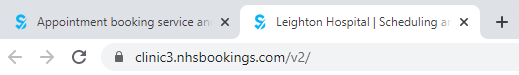 Appointment booking service an
Leighton Hospital | Scheduling a
clinic3.nhsbookings.com/v2/